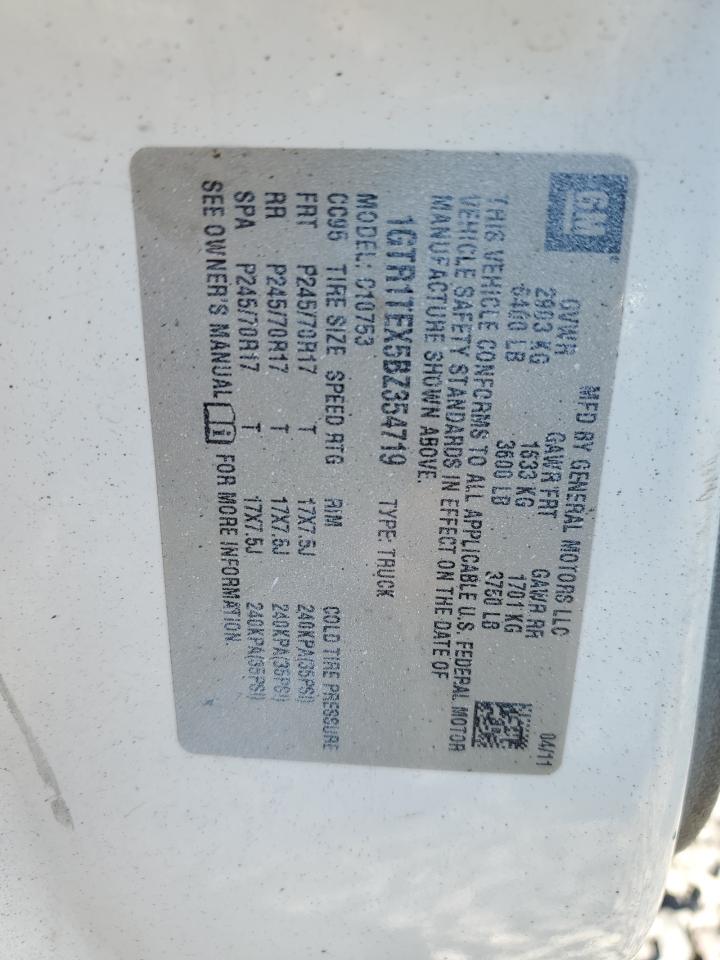 GM
MFD BY GENERAL MOTORS LLC 04/11
GVWR GAWR FRT GAWR RR
2903 KG 1633 KG 1701 KG
6400 LB 3600 LB 3750 LB
THIS VEHICLE CONFORMS TO ALL APPLICABLE U.S. FEDERAL MOTOR
VEHICLE SAFETY STANDARDS IN EFFECT ON THE DATE OF
MANUFACTURE SHOWN ABOVE.
1GTR1TEX5BZ354719 TYPE: TRUCK
MODEL: C10753
CC95 TIRE SIZE SPEED RTG RIM COLD TIRE PRESSURE
FRT P245/70R17 T 17X7.5J 240KPA(35PSI)
RR P245/70R17 T 17X7.5J 240KPA(35PSI)
SPA P245/70R17 T 17X7.5J 240KPA(35PSI)
SEE OWNER'S MANUAL FOR MORE INFORMATION.